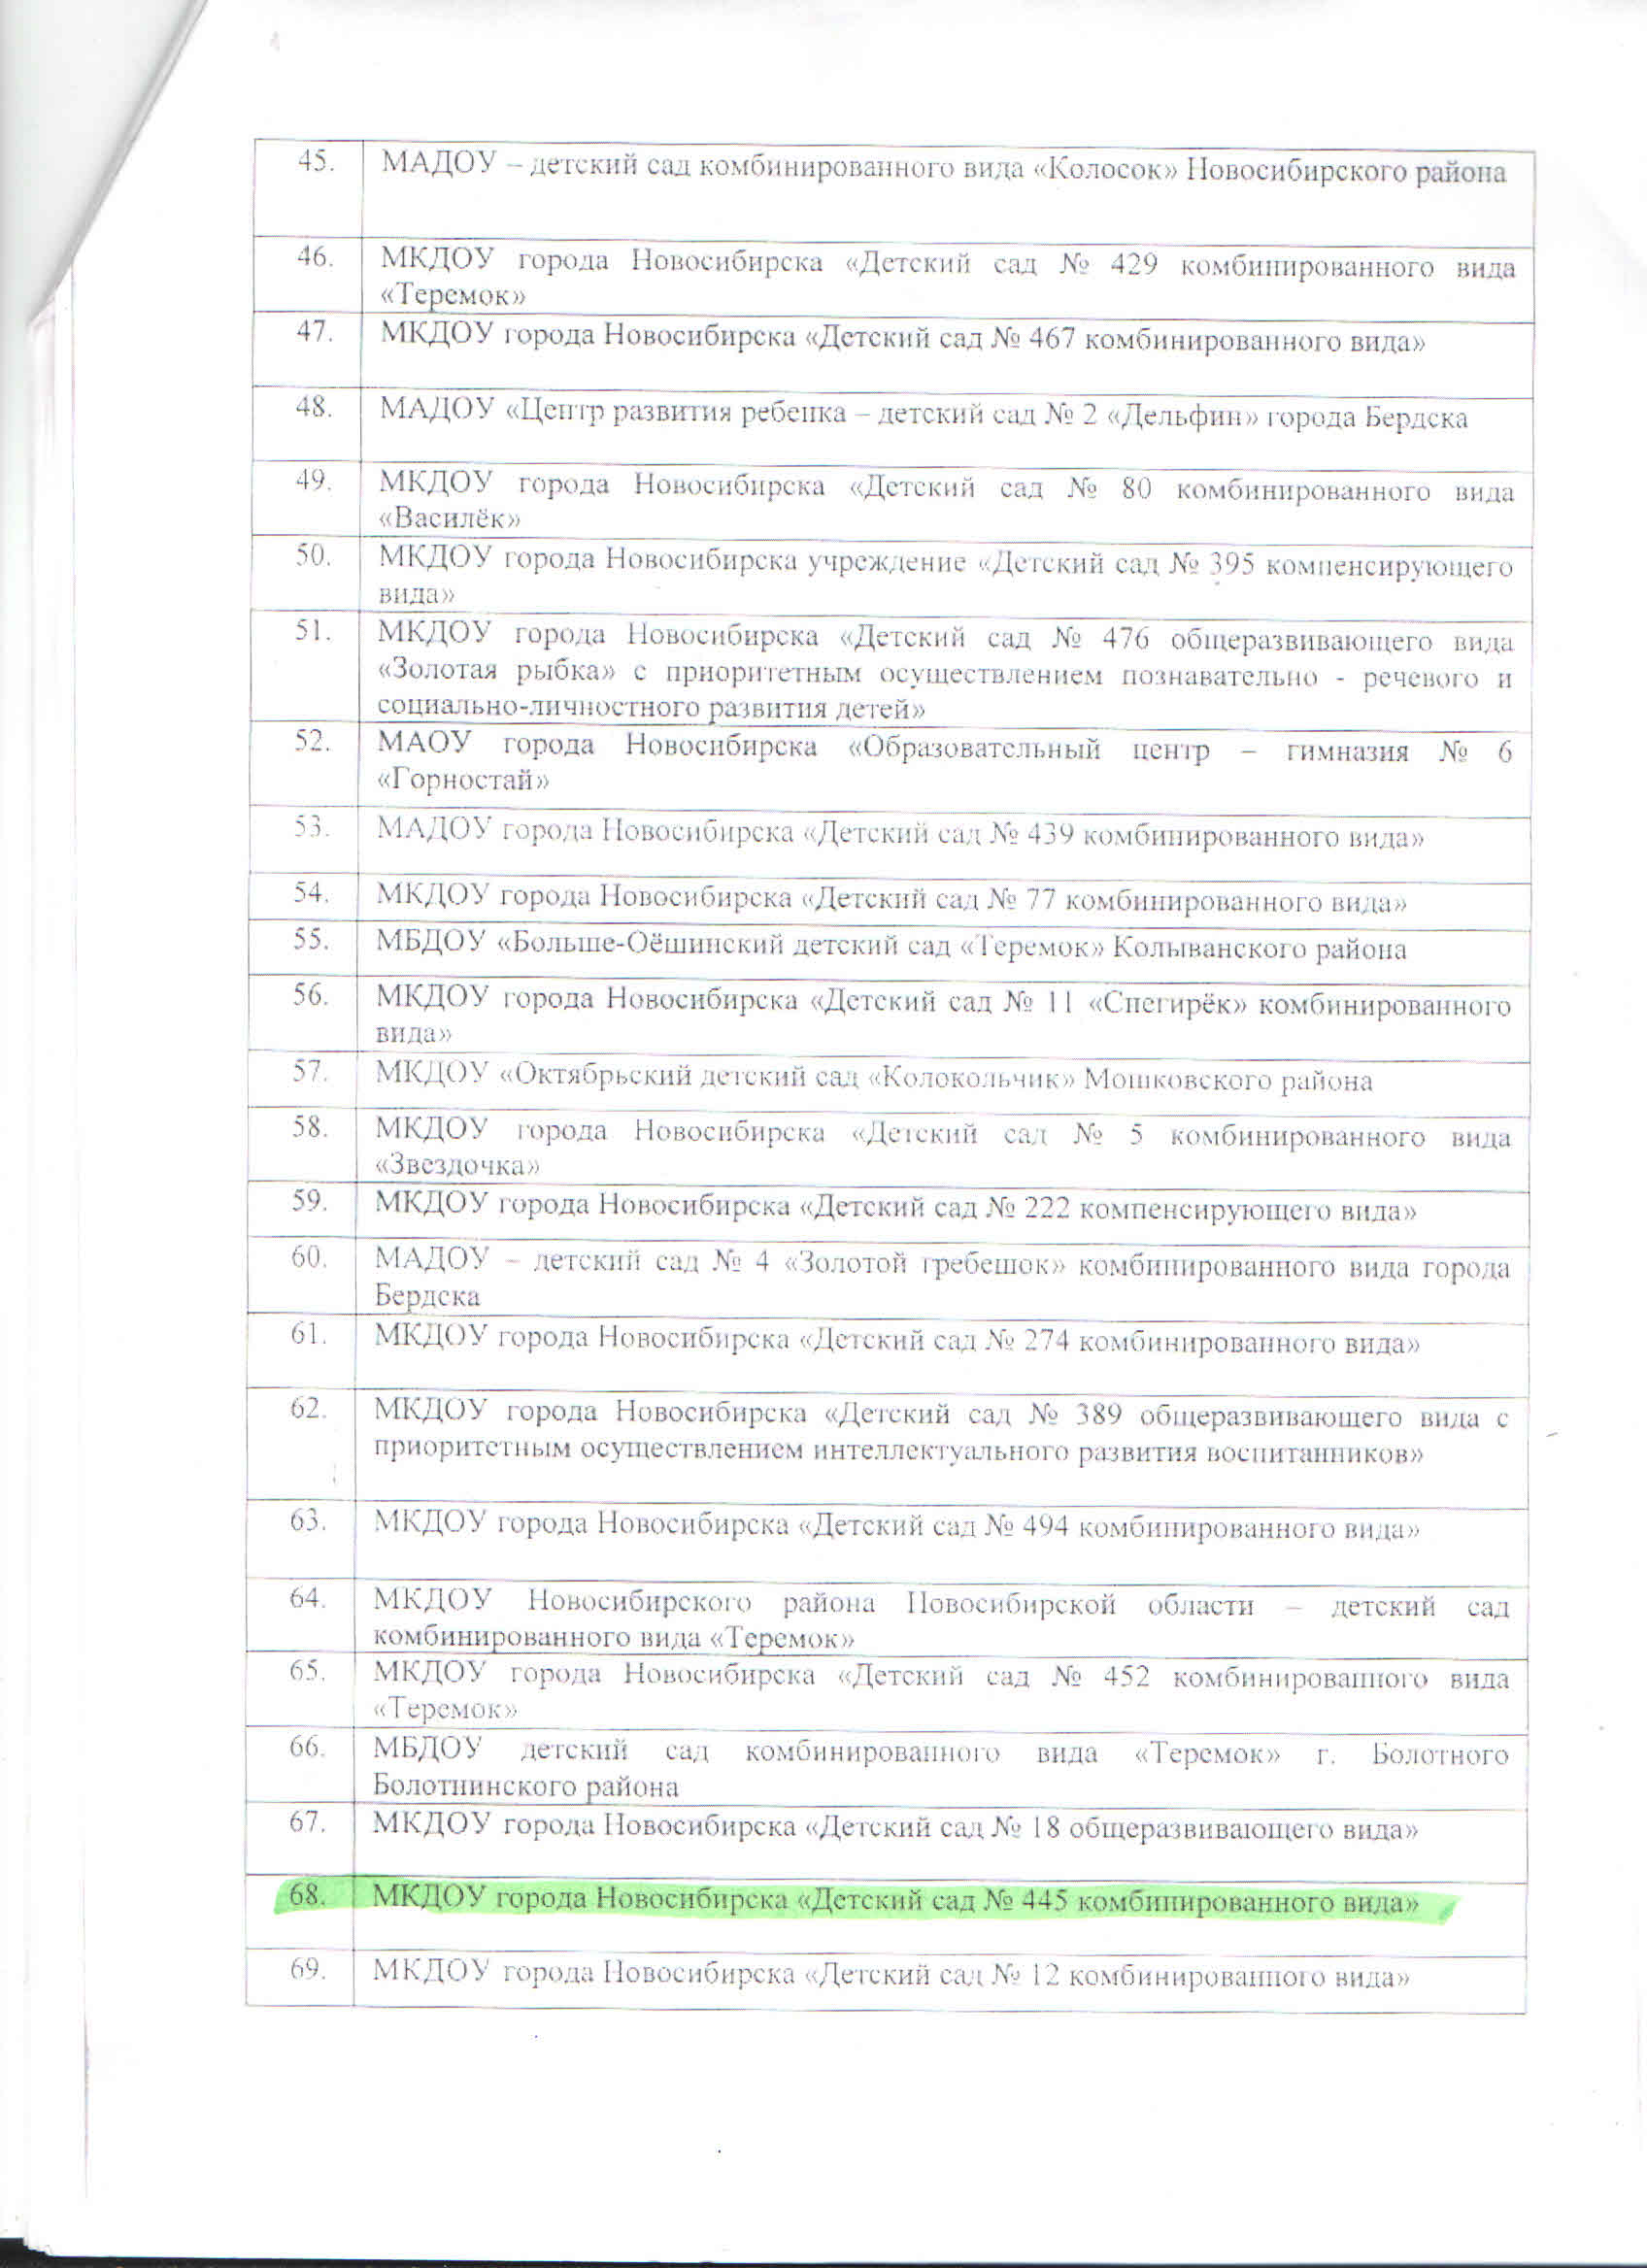 45. МАДОУ – детский сад комбинированного вида «Колосок» Новосибирского района
46. МКДОУ города Новосибирска «Детский сад № 429 комбинированного вида
«Теремок»
47. МКДОУ города Новосибирска «Детский сад № 467 комбинированного вида»
48. МАДОУ «Центр развития ребенка – детский сад № 2 «Дельфин» города Бердска
49. МКДОУ города Новосибирска «Детский сад № 80 комбинированного вида
«Василёк»
50. МКДОУ города Новосибирска учреждение «Детский сад № 395 компенсирующего
вида»
51. МКДОУ города Новосибирска «Детский сад № 476 общеразвивающего вида
«Золотая рыбка» с приоритетным осуществлением познавательно - речевого и
социально-личностного развития детей»
52. МАОУ города Новосибирска «Образовательный центр – гимназия № 6
«Горностай»
53. МАДОУ города Новосибирска «Детский сад № 439 комбинированного вида»
54. МКДОУ города Новосибирска «Детский сад № 77 комбинированного вида»
55. МБДОУ «Больше-Оёшинский детский сад «Теремок» Колыванского района
56. МКДОУ города Новосибирска «Детский сад № 11 «Снегирёк» комбинированного
вида»
57. МКДОУ «Октябрьский детский сад «Колокольчик» Мошковского района
58. МКДОУ города Новосибирска «Детский сад № 5 комбинированного вида
«Звездочка»
59. МКДОУ города Новосибирска «Детский сад № 222 компенсирующего вида»
60. МАДОУ – детский сад № 4 «Золотой гребешок» комбинированного вида города
Бердска
61. МКДОУ города Новосибирска «Детский сад № 274 комбинированного вида»
62. МКДОУ города Новосибирска «Детский сад № 389 общеразвивающего вида с
приоритетным осуществлением интеллектуального развития воспитанников»
63. МКДОУ города Новосибирска «Детский сад № 494 комбинированного вида»
64. МКДОУ Новосибирского района Новосибирской области – детский сад
комбинированного вида «Теремок»
65. МКДОУ города Новосибирска «Детский сад № 452 комбинированного вида
«Теремок»
66. МБДОУ детский сад комбинированного вида «Теремок» г. Болотного
Болотнинского района
67. МКДОУ города Новосибирска «Детский сад № 18 общеразвивающего вида»
68. МКДОУ города Новосибирска «Детский сад № 445 комбинированного вида»
69. МКДОУ города Новосибирска «Детский сад № 12 комбинированного вида»